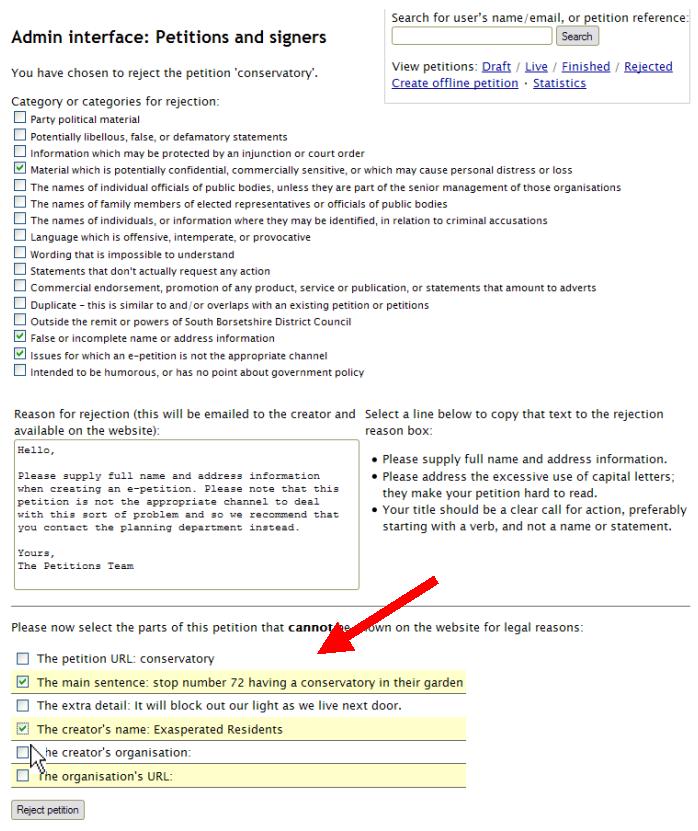 Search for user's name/email, or petition reference:
Search
Admin interface: Petitions and signers
View petitions: Draft / Live / Finished / Rejected
Create offline petition · Statistics
You have chosen to reject the petition 'conservatory'.
Category or categories for rejection:
Party political material
Potentially libellous, false, or defamatory statements
Information which may be protected by an injunction or court order
Material which is potentially confidential, commercially sensitive, or which may cause personal distress or loss
The names of individual officials of public bodies, unless they are part of the senior management of those organisations
The names of family members of elected representatives or officials of public bodies
The names of individuals, or information where they may be identified, in relation to criminal accusations
Language which is offensive, intemperate, or provocative
Wording that is impossible to understand
Statements that don't actually request any action
Commercial endorsement, promotion of any product, service or publication, or statements that amount to adverts
Duplicate - this is similar to and/or overlaps with an existing petition or petitions
Outside the remit or powers of South Borsetshire District Council
False or incomplete name or address information
Issues for which an e-petition is not the appropriate channel
Intended to be humorous, or has no point about government policy
Reason for rejection (this will be emailed to the creator and
available on the website):
Hello,
Please supply full name and address information
when creating an e-petition. Please note that this
petition is not the appropriate channel to deal
with this sort of problem and so we recommend that
you contact the planning department instead.
Yours,
The Petitions Team
Select a line below to copy that text to the rejection
reason box:
• Please supply full name and address information.
• Please address the excessive use of capital letters;
they make your petition hard to read.
• Your title should be a clear call for action, preferably
starting with a verb, and not a name or statement.
Please now select the parts of this petition that cannot be shown on the website for legal reasons:
The petition URL: conservatory
The main sentence: stop number 72 having a conservatory in their garden
The extra detail: It will block out our light as we live next door.
The creator's name: Exasperated Residents
The creator's organisation:
The organisation's URL:
Reject petition